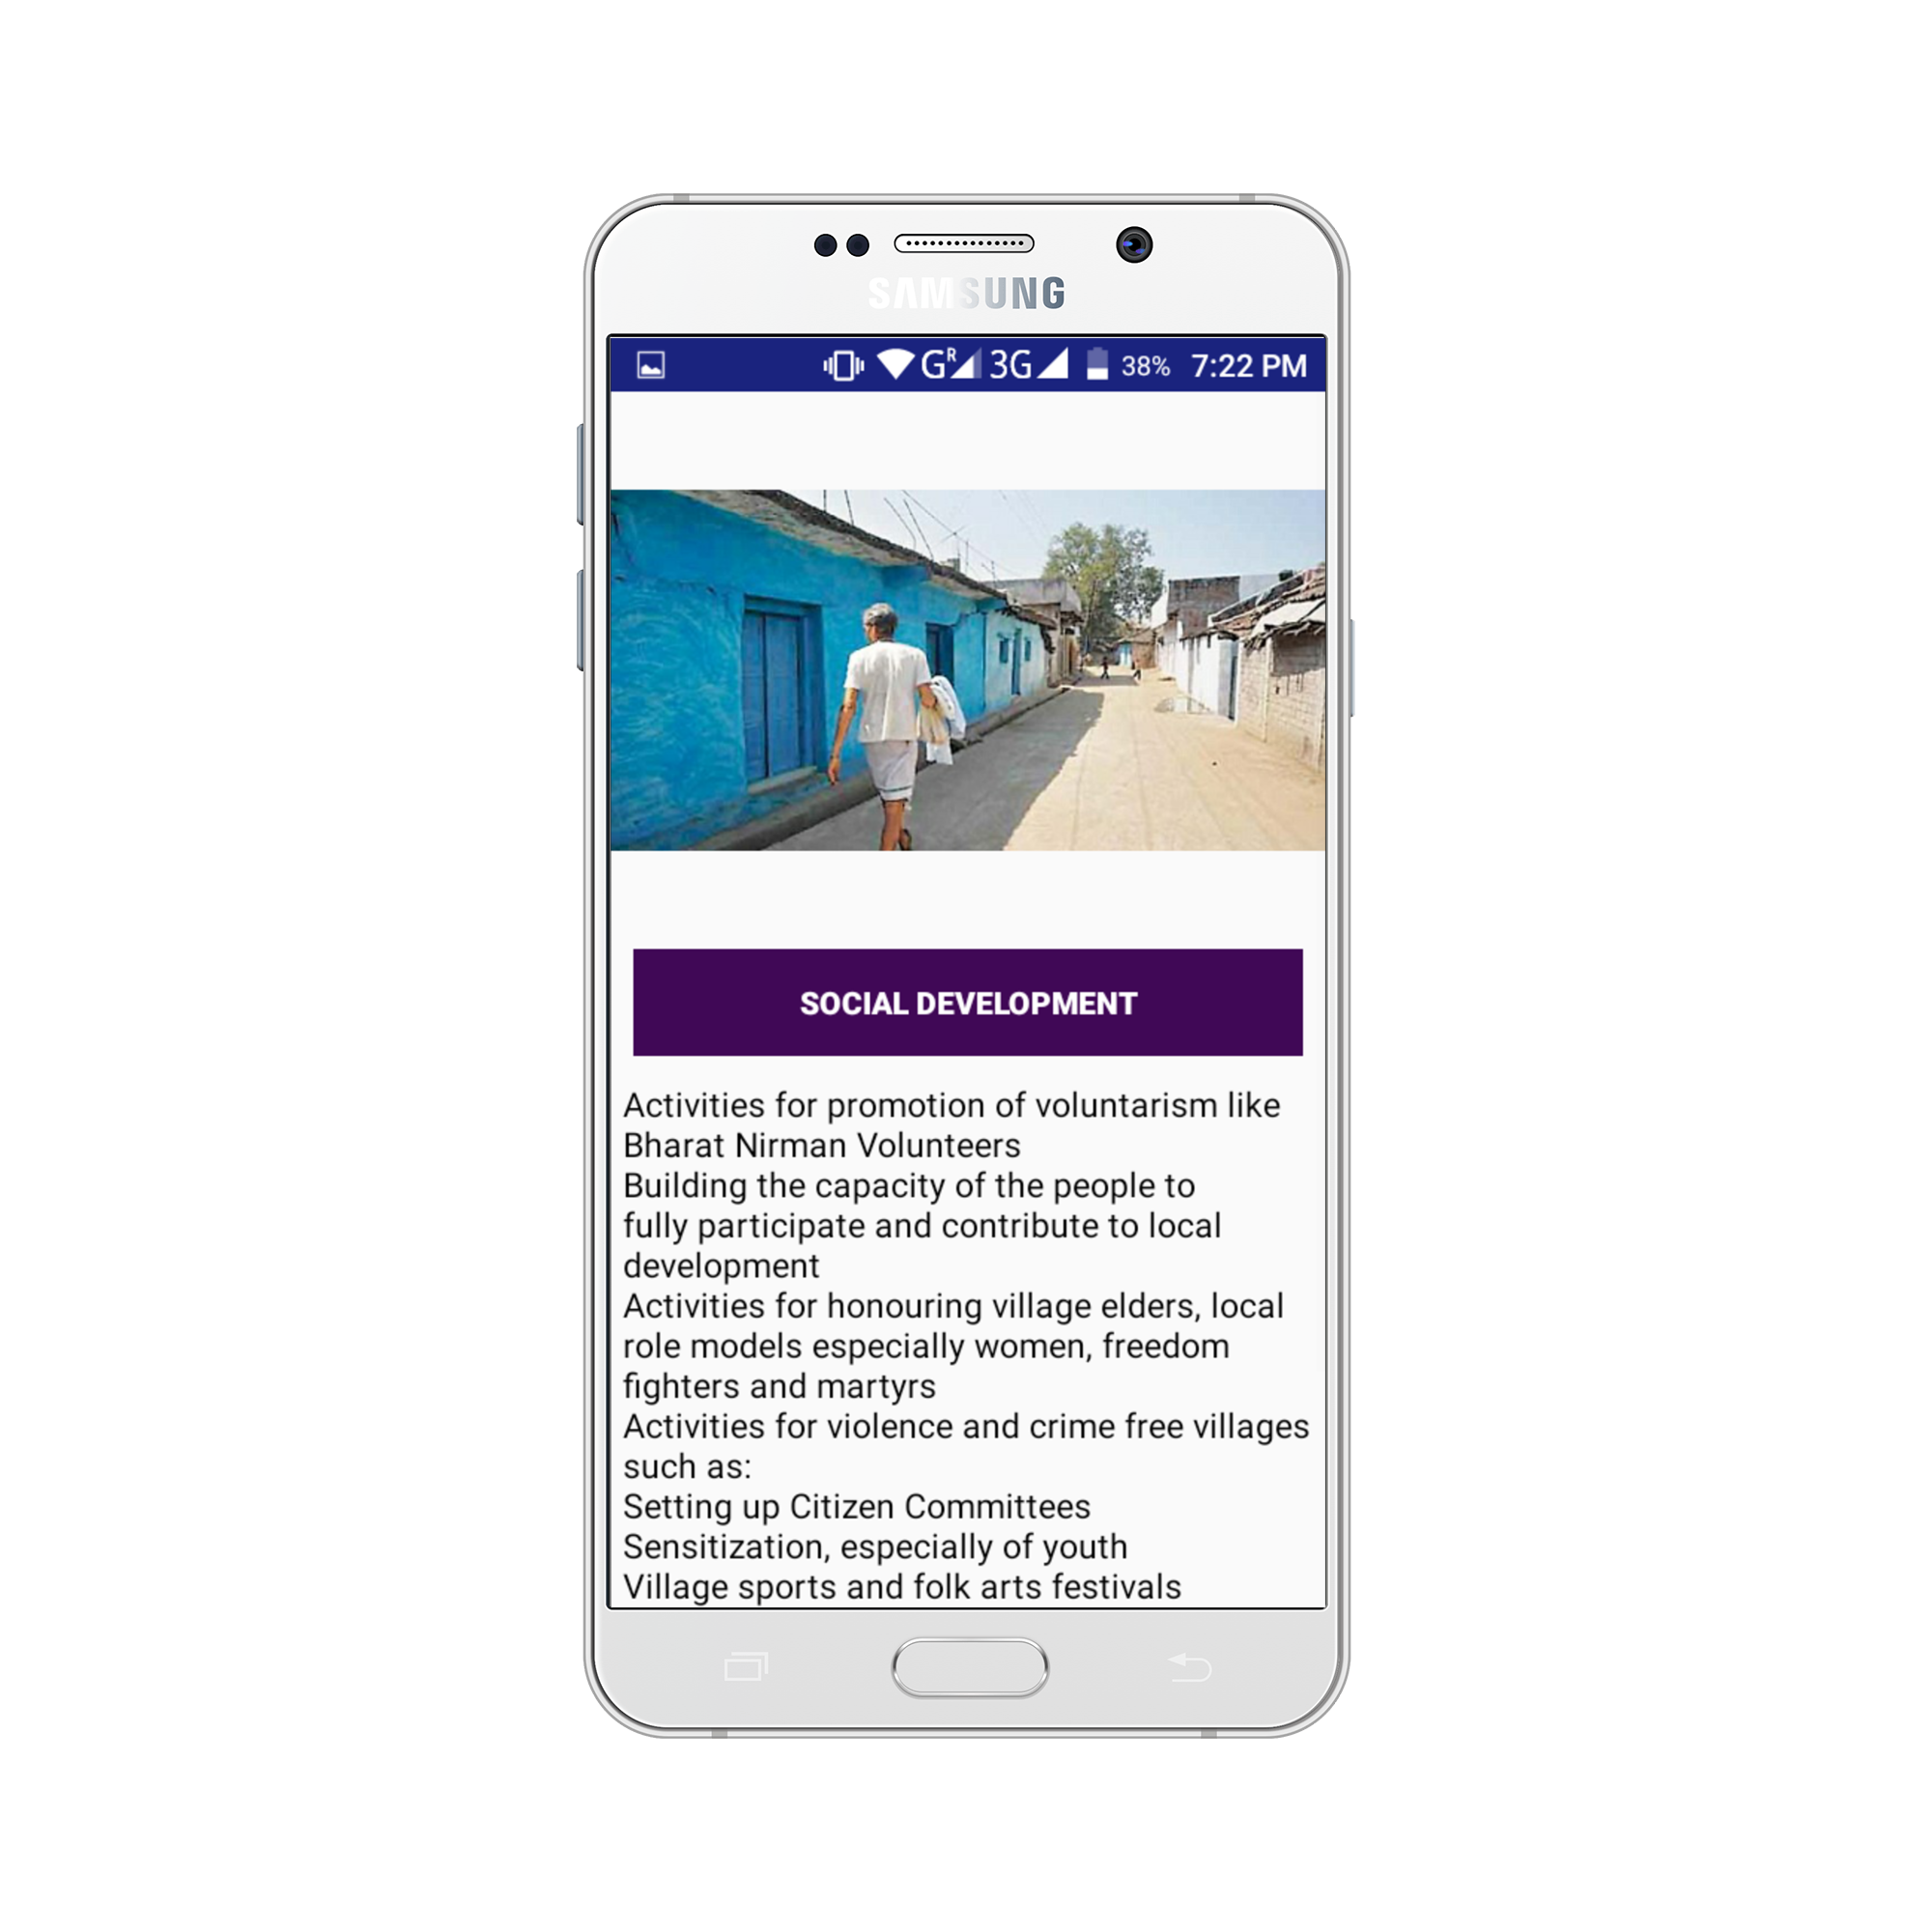 SAMSUNG
GR 3G 38% 7:22 PM
SOCIAL DEVELOPMENT
Activities for promotion of voluntarism like
Bharat Nirman Volunteers
Building the capacity of the people to
fully participate and contribute to local
development
Activities for honouring village elders, local
role models especially women, freedom
fighters and martyrs
Activities for violence and crime free villages
such as:
Setting up Citizen Committees
Sensitization, especially of youth
Village sports and folk arts festivals